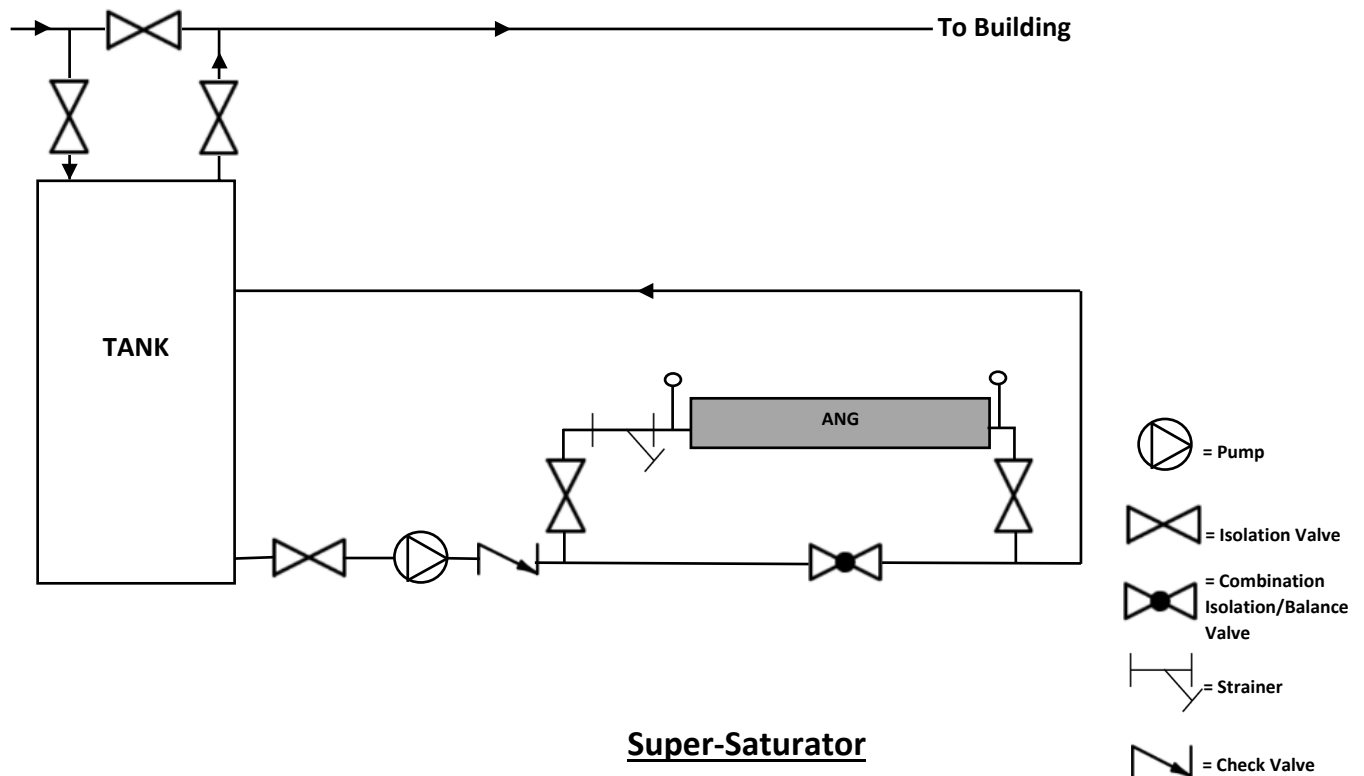 To Building
TANK
ANG
= Pump
= Isolation Valve
= Combination
Isolation/Balance
Valve
= Strainer
= Check Valve
Super-Saturator